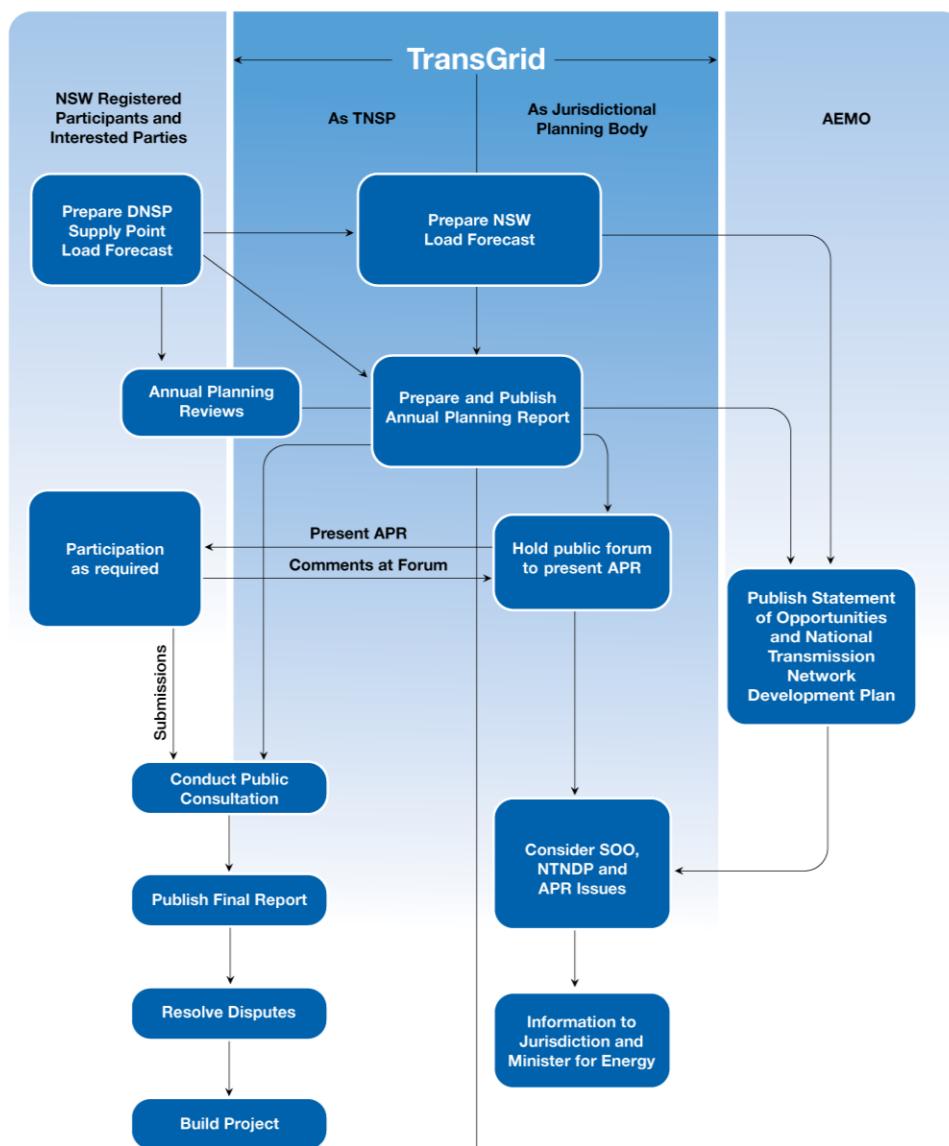 TransGrid
NSW Registered
Participants and
Interested Parties
As TNSP
As Jurisdictional
Planning Body
AEMO
Prepare DNSP
Supply Point
Load Forecast
Prepare NSW
Load Forecast
Annual Planning
Reviews
Prepare and Publish
Annual Planning Report
Participation
as required
Present APR
Comments at Forum
Hold public forum
to present APR
Publish Statement
of Opportunities
and National
Transmission
Network
Development Plan
Submissions
Conduct Public
Consultation
Consider SOO,
NTNDP and
APR Issues
Publish Final Report
Resolve Disputes
Information to
Jurisdiction and
Minister for Energy
Build Project